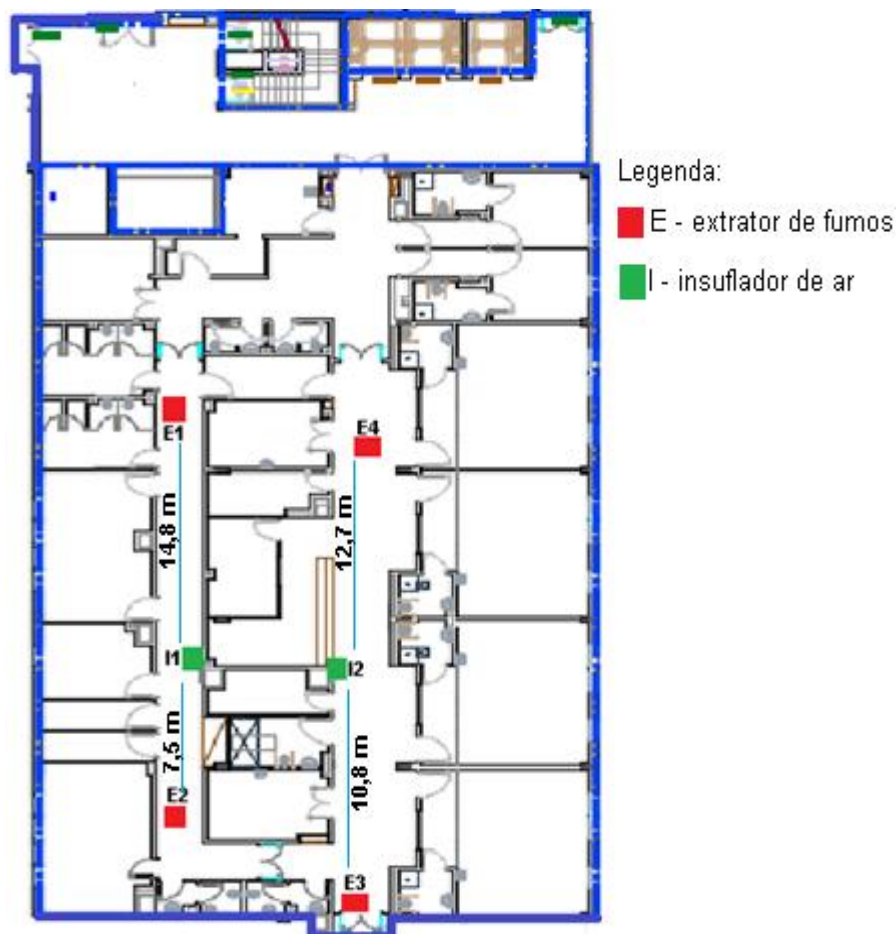 Legenda:
E - extrator de fumos
I - insuflador de ar
E1
E4
14,8 m
12,7 m
I1
I2
7,5 m
10,8 m
E2
E3